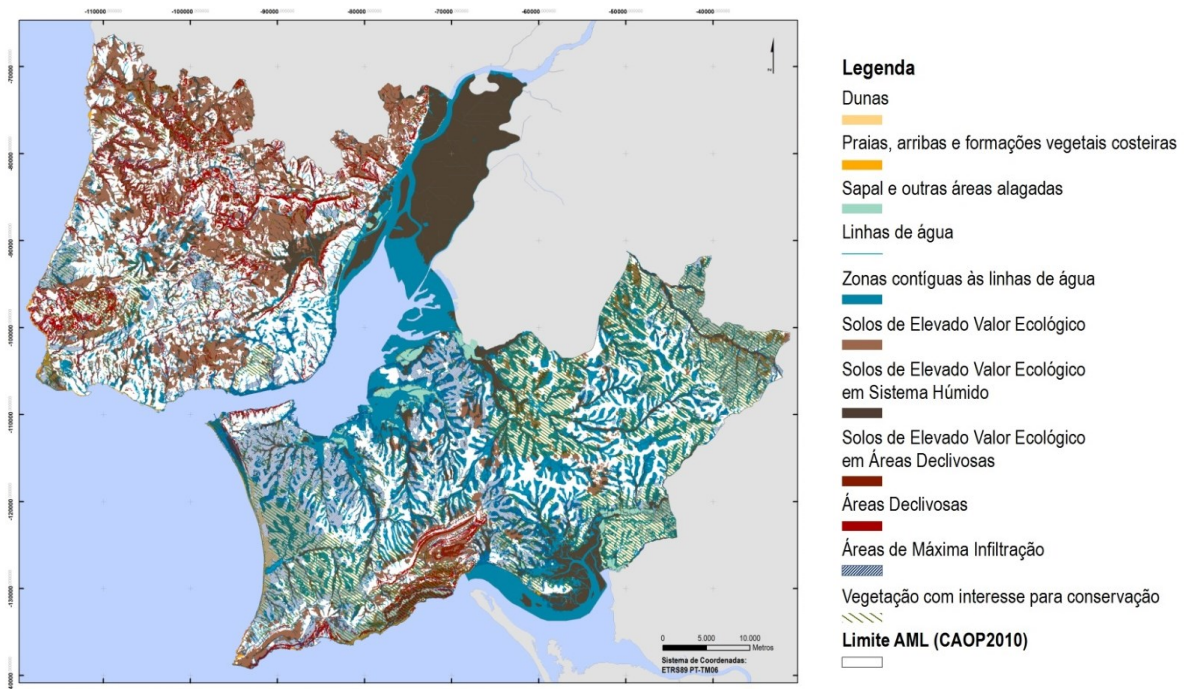 -110000 -100000 -90000 -80000 -70000 -60000 -50000 -40000
-70000
-80000
-90000
-100000
-110000
-120000
-130000
Legenda
Dunas
Praias, arribas e formações vegetais costeiras
Sapal e outras áreas alagadas
Linhas de água
Zonas contíguas às linhas de água
Solos de Elevado Valor Ecológico
Solos de Elevado Valor Ecológico
em Sistema Húmido
Solos de Elevado Valor Ecológico
em Áreas Declivosas
Áreas Declivosas
Áreas de Máxima Infiltração
Vegetação com interesse para conservação
Limite AML (CAOP2010)
0 5.000 10.000
Metros
Sistema de Coordenadas:
ETRS89 PT-TM06